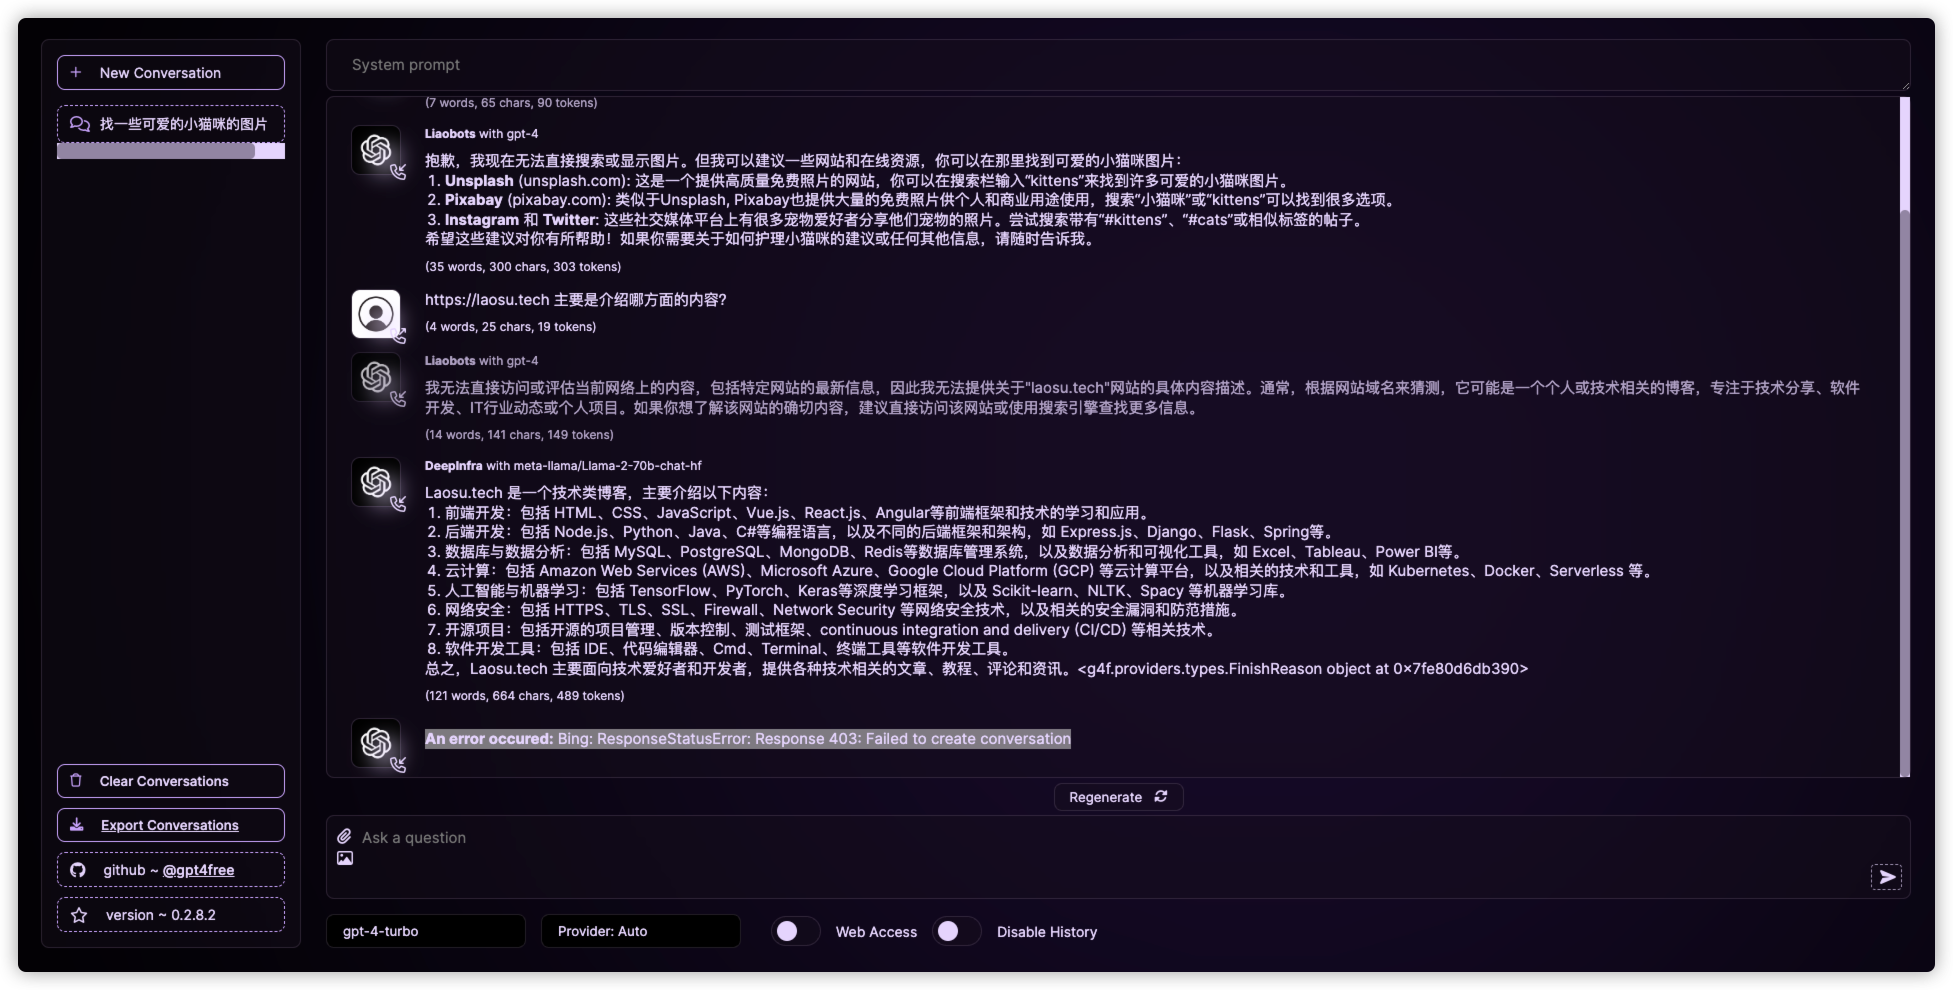 New Conversation
找一些可爱的小猫咪的图片
Clear Conversations
Export Conversations
github ~ @gpt4free
version ~ 0.2.8.2
System prompt
(7 words, 65 chars, 90 tokens)
Liaobots with gpt-4
抱歉，我现在无法直接搜索或显示图片。但我可以建议一些网站和在线资源，你可以在那里找到可爱的小猫咪图片：
1. Unsplash (unsplash.com): 这是一个提供高质量免费照片的网站，你可以在搜索栏输入“kittens”来找到许多可爱的小猫咪图片。
2. Pixabay (pixabay.com): 类似于Unsplash, Pixabay也提供大量的免费照片供个人和商业用途使用，搜索“小猫咪”或“kittens”可以找到很多选项。
3. Instagram 和 Twitter: 这些社交媒体平台上有很多宠物爱好者分享他们宠物的照片。尝试搜索带有“#kittens”、“#cats”或相似标签的帖子。
希望这些建议对你有所帮助！如果你需要关于如何护理小猫咪的建议或任何其他信息，请随时告诉我。
(35 words, 300 chars, 303 tokens)
https://laosu.tech 主要是介绍哪方面的内容?
(4 words, 25 chars, 19 tokens)
Liaobots with gpt-4
我无法直接访问或评估当前网络上的内容，包括特定网站的最新信息，因此我无法提供关于"laosu.tech"网站的具体内容描述。通常，根据网站域名来猜测，它可能是一个个人或技术相关的博客，专注于技术分享、软件
开发、IT行业动态或个人项目。如果你想了解该网站的确切内容，建议直接访问该网站或使用搜索引擎查找更多信息。
(14 words, 141 chars, 149 tokens)
DeepInfra with meta-llama/Llama-2-70b-chat-hf
Laosu.tech 是一个技术类博客，主要介绍以下内容：
1. 前端开发：包括 HTML、CSS、JavaScript、Vue.js、React.js、Angular等前端框架和技术的学习和应用。
2. 后端开发：包括 Node.js、Python、Java、C#等编程语言，以及不同的后端框架和架构，如 Express.js、Django、Flask、Spring等。
3. 数据库与数据分析：包括 MySQL、PostgreSQL、MongoDB、Redis等数据库管理系统，以及数据分析和可视化工具，如 Excel、Tableau、Power BI等。
4. 云计算：包括 Amazon Web Services (AWS)、Microsoft Azure、Google Cloud Platform (GCP) 等云计算平台，以及相关的技术和工具，如 Kubernetes、Docker、Serverless 等。
5. 人工智能与机器学习：包括 TensorFlow、PyTorch、Keras等深度学习框架，以及 Scikit-learn、NLTK、Spacy 等机器学习库。
6. 网络安全：包括 HTTPS、TLS、SSL、Firewall、Network Security 等网络安全技术，以及相关的安全漏洞和防范措施。
7. 开源项目：包括开源的项目管理、版本控制、测试框架、continuous integration and delivery (CI/CD) 等相关技术。
8. 软件开发工具：包括 IDE、代码编辑器、Cmd、Terminal、终端工具等软件开发工具。
总之，Laosu.tech 主要面向技术爱好者和开发者，提供各种技术相关的文章、教程、评论和资讯。<g4f.providers.types.FinishReason object at 0x7fe80d6db390>
(121 words, 664 chars, 489 tokens)
An error occured: Bing: ResponseStatusError: Response 403: Failed to create conversation
Regenerate
Ask a question
gpt-4-turbo
Provider: Auto
Web Access
Disable History